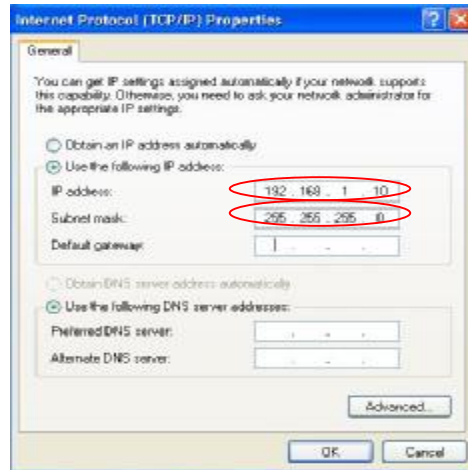 Internet Protocol (TCP/IP) Properties
General
You can get IP settings assigned automatically if your network supports
this capability. Otherwise, you need to ask your network administrator for
the appropriate IP settings.
Obtain an IP address automatically
Use the following IP address:
IP address: 192 . 168 . 1 . 10
Subnet mask: 255 . 255 . 255 . 0
Default gateway: . . .
Obtain DNS server address automatically
Use the following DNS server addresses:
Preferred DNS server: . . .
Alternate DNS server: . . .
Advanced...
OK Cancel